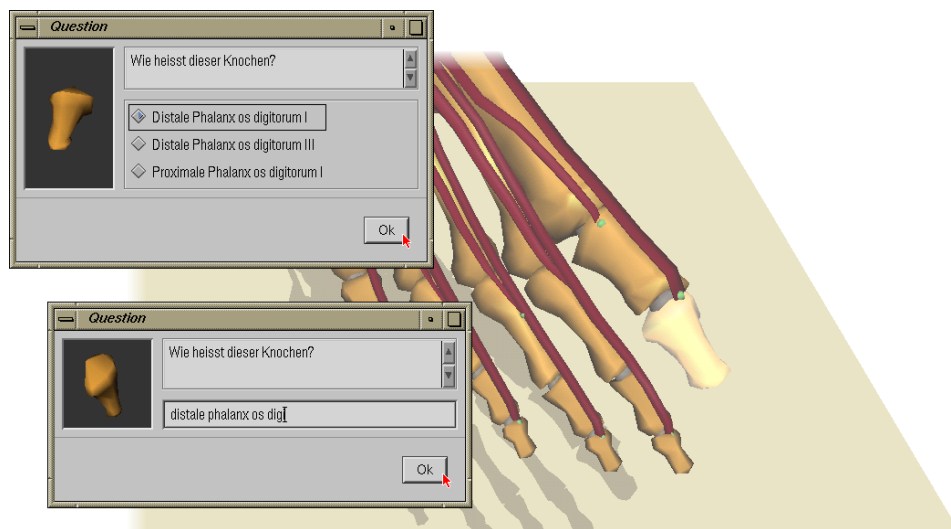 Question
Wie heisst dieser Knochen?
Distale Phalanx os digitorum I
Distale Phalanx os digitorum III
Proximale Phalanx os digitorum I
Ok
Question
Wie heisst dieser Knochen?
distale phalanx os dig
Ok